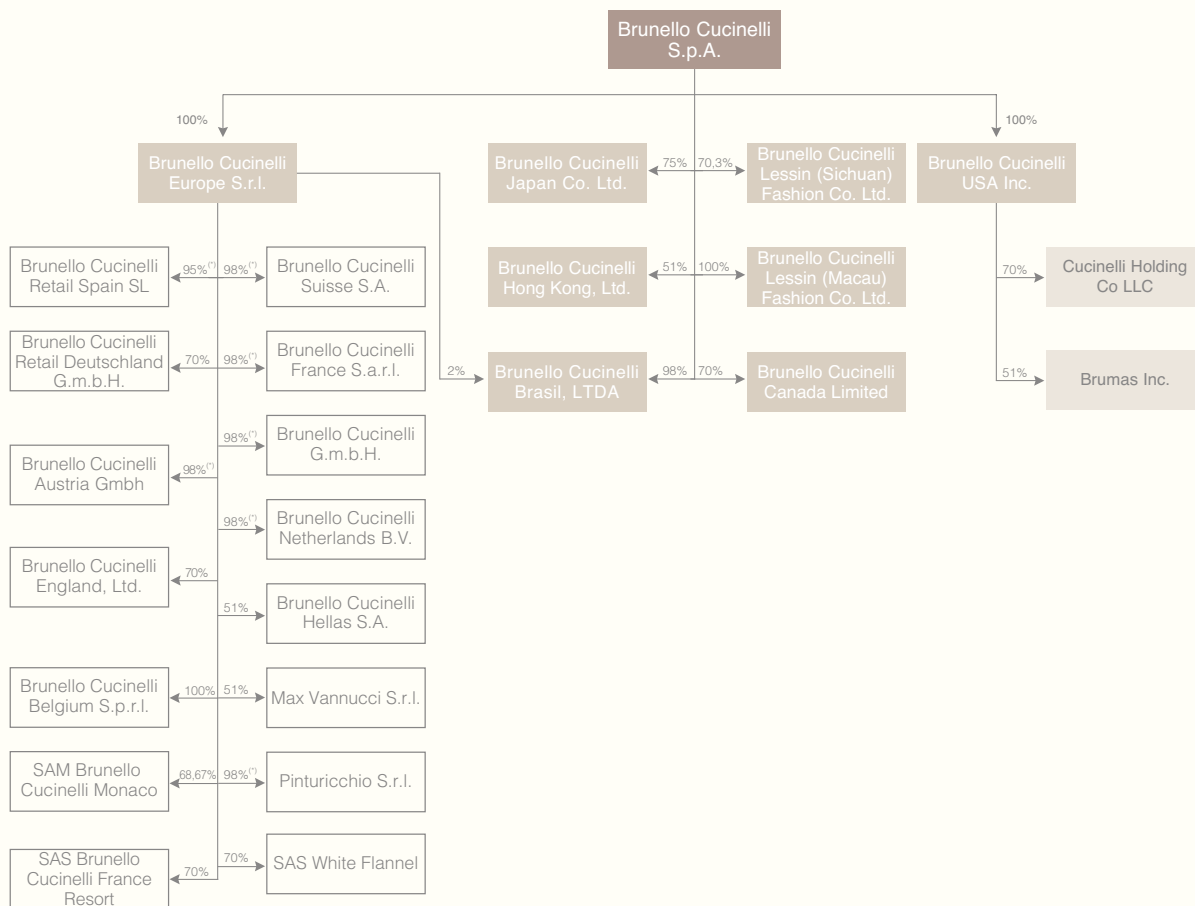 Brunello Cucinelli
S.p.A.
100%
100%
Brunello Cucinelli
Europe S.r.l.
Brunello Cucinelli
Japan Co. Ltd.
75%
70,3%
Brunello Cucinelli
Lessin (Sichuan)
Fashion Co. Ltd.
Brunello Cucinelli
USA Inc.
Brunello Cucinelli
Retail Spain SL
95%(*)
98%(*)
Brunello Cucinelli
Suisse S.A.
Brunello Cucinelli
Hong Kong, Ltd.
51%
100%
Brunello Cucinelli
Lessin (Macau)
Fashion Co. Ltd.
70%
Cucinelli Holding
Co LLC
Brunello Cucinelli
Retail Deutschland
G.m.b.H.
70%
98%(*)
Brunello Cucinelli
France S.a.r.l.
2%
Brunello Cucinelli
Brasil, LTDA
98%
70%
Brunello Cucinelli
Canada Limited
51%
Brumas Inc.
98%(*)
Brunello Cucinelli
G.m.b.H.
Brunello Cucinelli
Austria Gmbh
98%(*)
98%(*)
Brunello Cucinelli
Netherlands B.V.
Brunello Cucinelli
England, Ltd.
70%
51%
Brunello Cucinelli
Hellas S.A.
Brunello Cucinelli
Belgium S.p.r.l.
100%
51%
Max Vannucci S.r.l.
SAM Brunello
Cucinelli Monaco
68,67%
98%(*)
Pinturicchio S.r.l.
SAS Brunello
Cucinelli France
Resort
70%
70%
SAS White Flannel